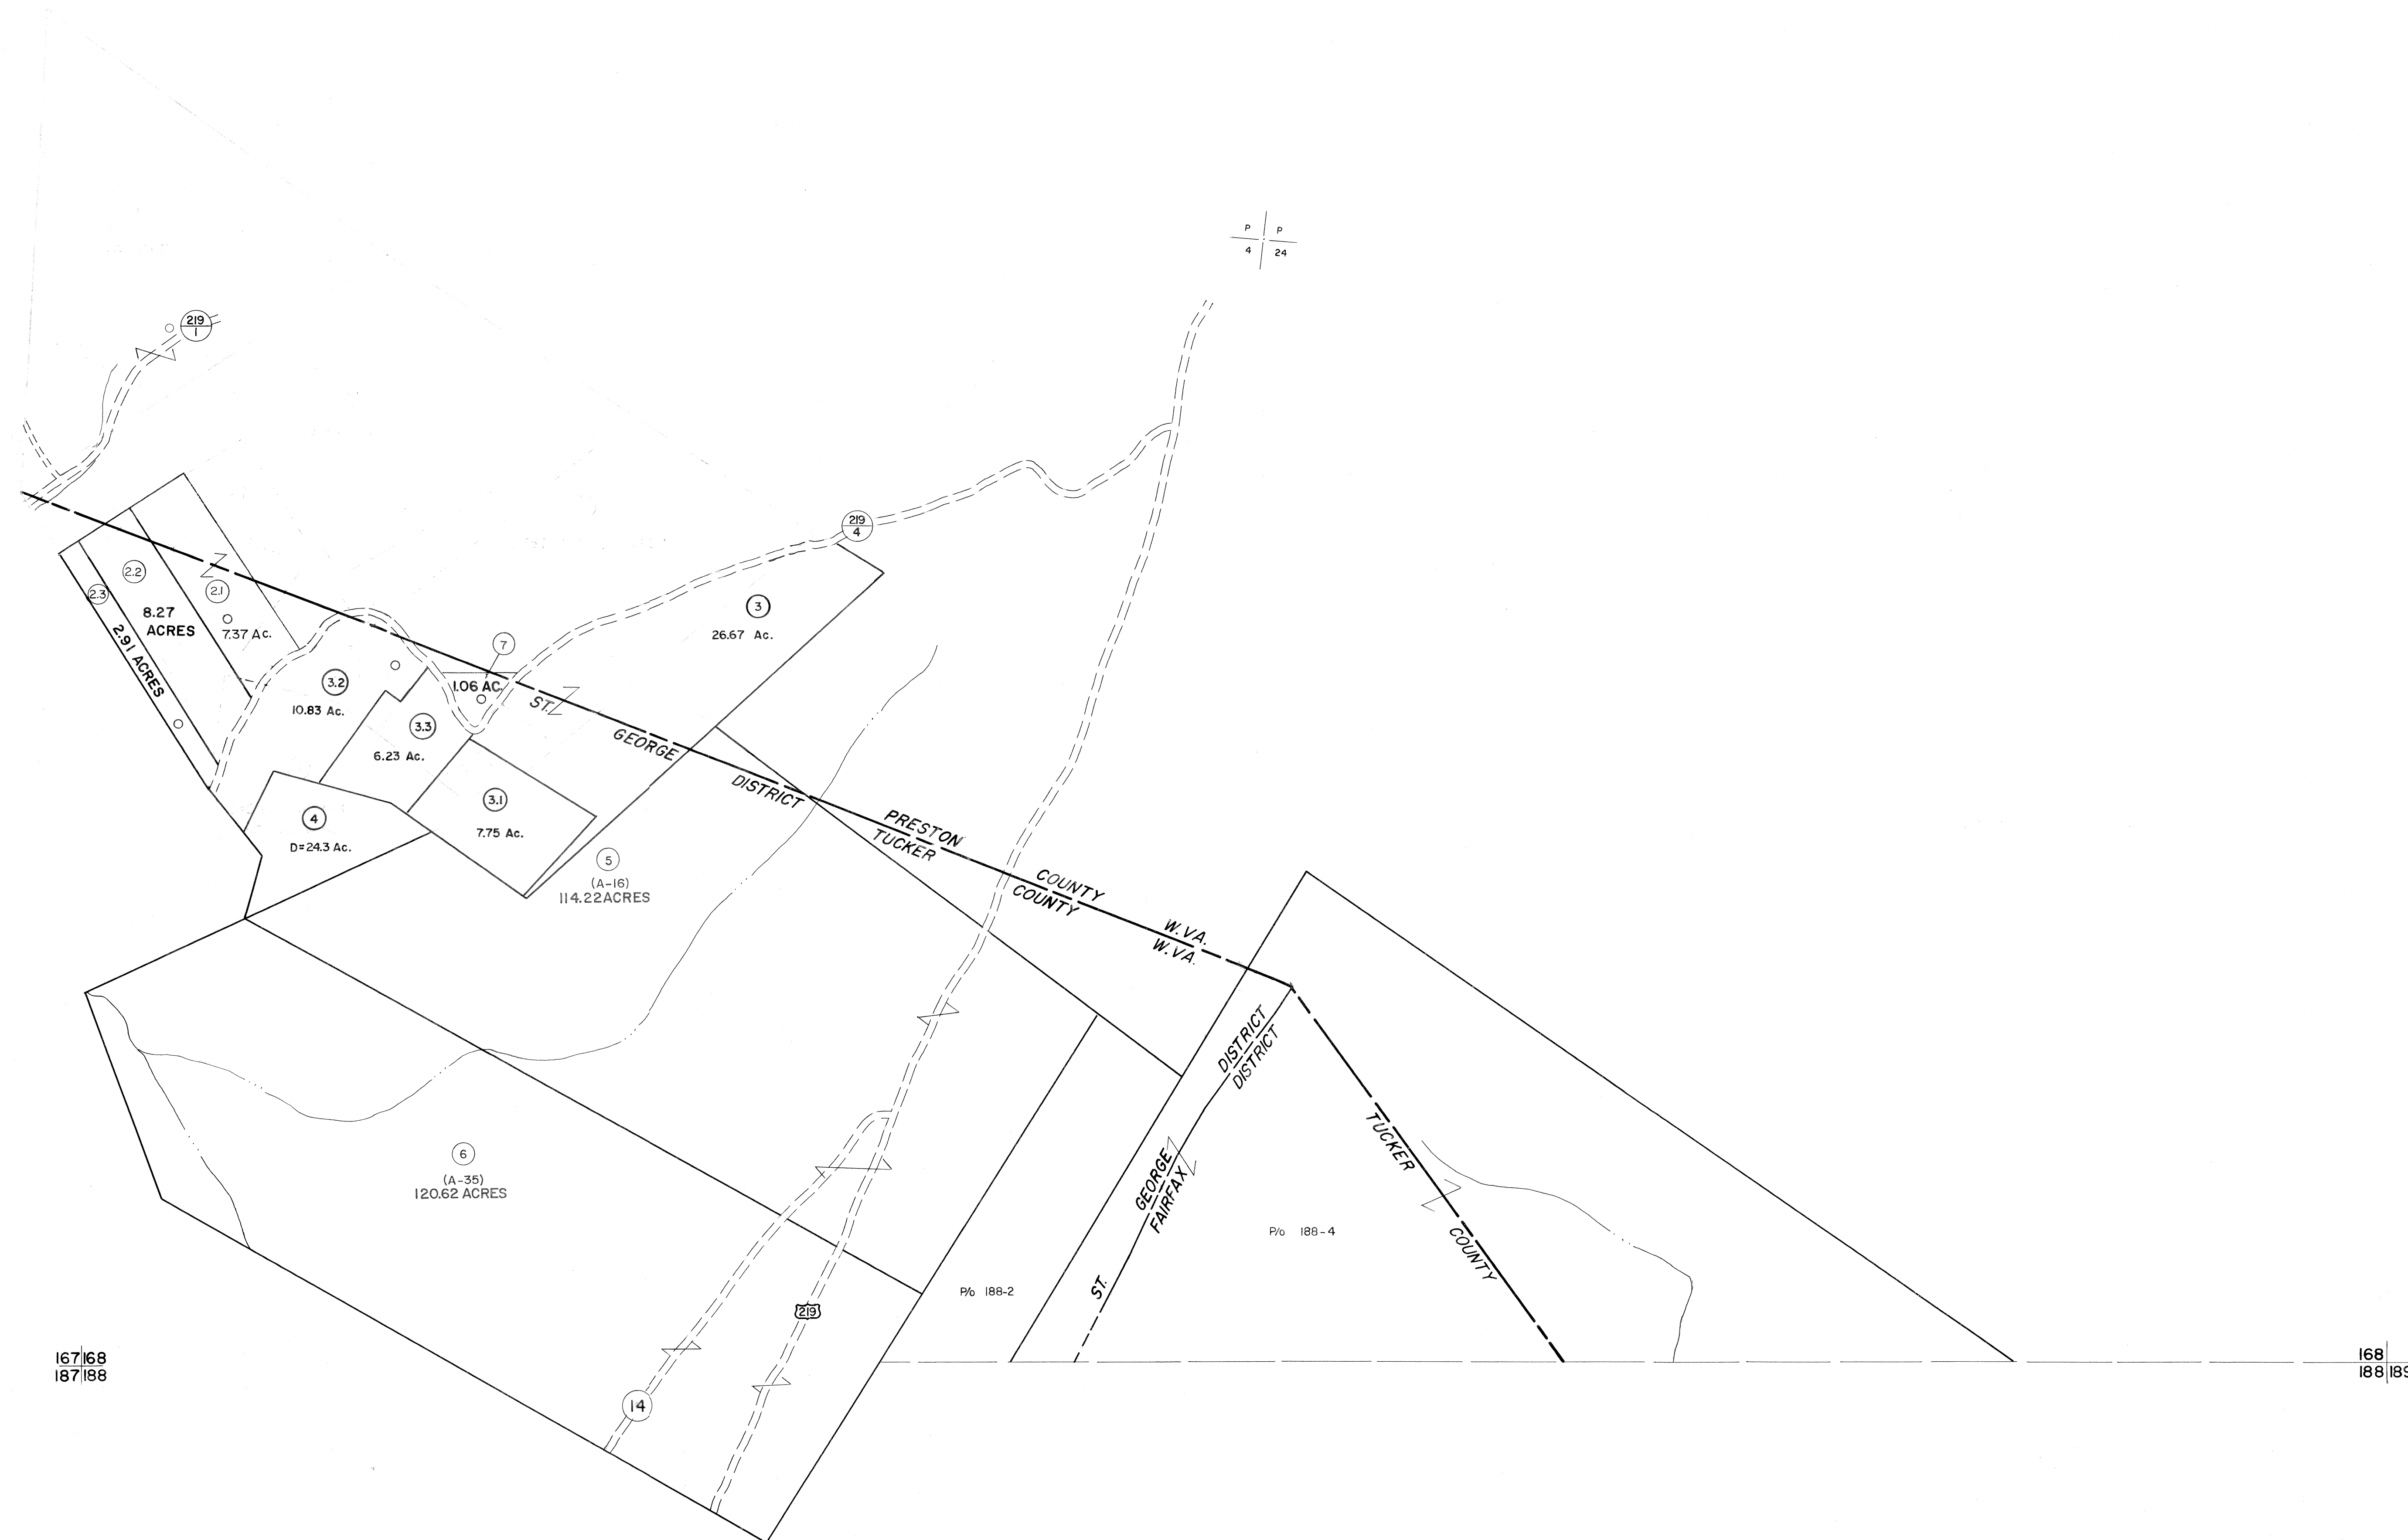 P P
4 24
219
1
219
4
2.2
2.3
2.1
8.27
ACRES
7.37 Ac.
2.91 ACRES
3
26.67 Ac.
7
1.06 AC.
3.2
10.83 Ac.
3.3
6.23 Ac.
3.1
7.75 Ac.
4
D=24.3 Ac.
5
(A-16)
114.22 ACRES
ST. GEORGE DISTRICT
PRESTON COUNTY W.VA.
TUCKER COUNTY W.VA.
ST. GEORGE DISTRICT
FAIRFAX DISTRICT
TUCKER COUNTY
6
(A-35)
120.62 ACRES
P/o 188-4
P/o 188-2
219
14
167 168
187 188
168
188 189